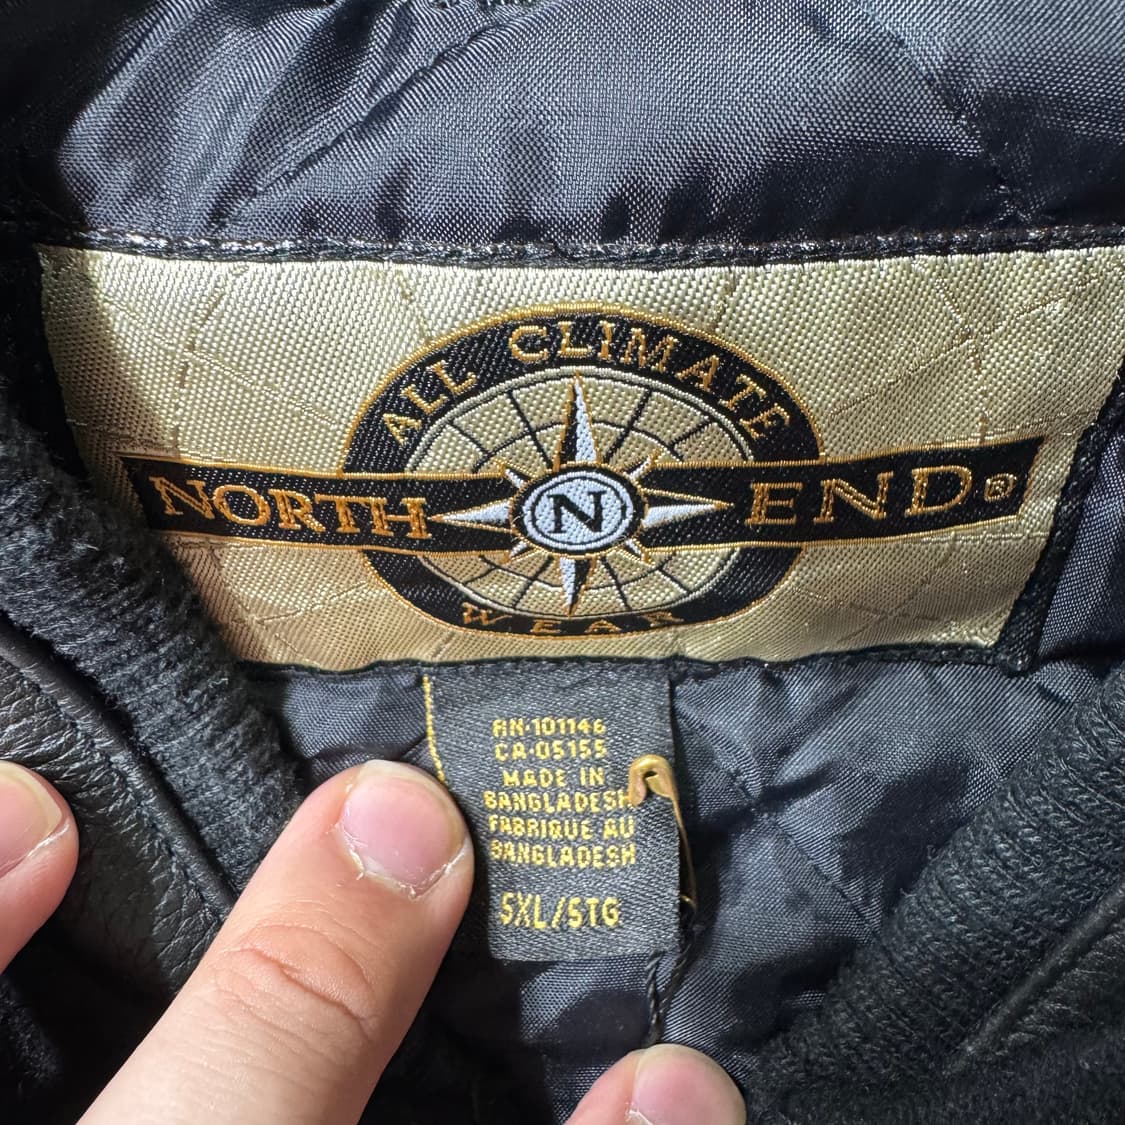 ALL CLIMATE
NORTH N END®
WEAR
RN·101146
CA·05155
MADE IN
BANGLADESH
FABRIQUE AU
BANGLADESH
5XL/5TG